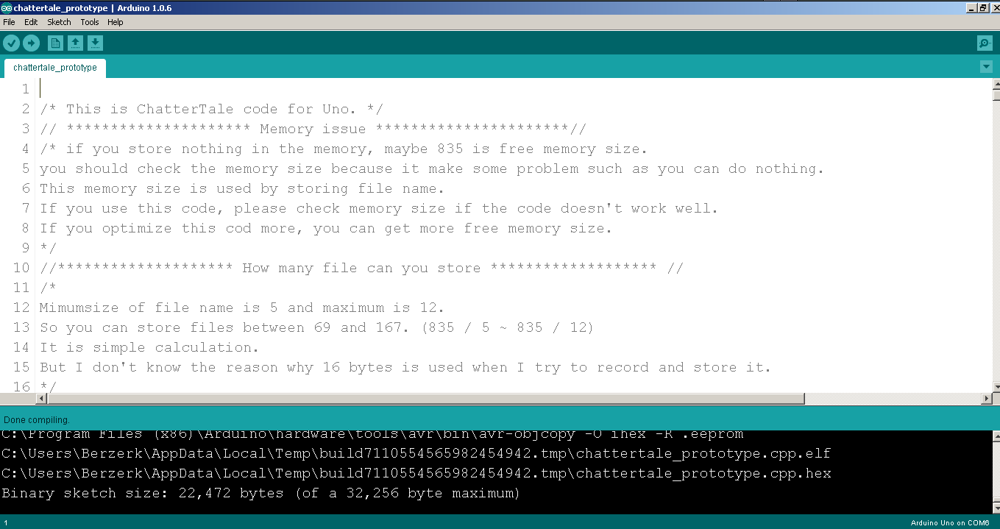 chattertale_prototype | Arduino 1.0.6
File Edit Sketch Tools Help
chattertale_prototype
1
2 /* This is ChatterTale code for Uno. */
3 // ********************* Memory issue **********************//
4 /* if you store nothing in the memory, maybe 835 is free memory size.
5 you should check the memory size because it make some problem such as you can do nothing.
6 This memory size is used by storing file name.
7 If you use this code, please check memory size if the code doesn't work well.
8 If you optimize this cod more, you can get more free memory size.
9 */
10 //******************** How many file can you store ******************* //
11 /*
12 Mimumsize of file name is 5 and maximum is 12.
13 So you can store files between 69 and 167. (835 / 5 ~ 835 / 12)
14 It is simple calculation.
15 But I don't know the reason why 16 bytes is used when I try to record and store it.
16 */
Done compiling.
C:\Program Files (x86)\Arduino\hardware\tools\avr\bin\avr-objcopy -O ihex -R .eeprom
C:\Users\Berzerk\AppData\Local\Temp\build7110554565982454942.tmp\chattertale_prototype.cpp.elf
C:\Users\Berzerk\AppData\Local\Temp\build7110554565982454942.tmp\chattertale_prototype.cpp.hex
Binary sketch size: 22,472 bytes (of a 32,256 byte maximum)
1 Arduino Uno on COM6